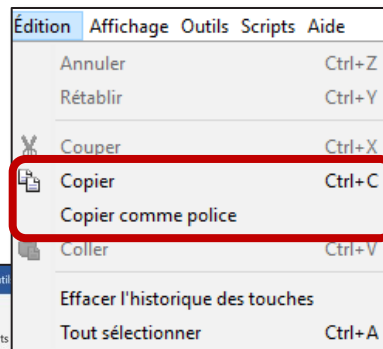 Édition Affichage Outils Scripts Aide
Annuler Ctrl+Z
Rétablir Ctrl+Y
Couper Ctrl+X
Copier Ctrl+C
Copier comme police
Coller Ctrl+V
Effacer l'historique des touches
Tout sélectionner Ctrl+A